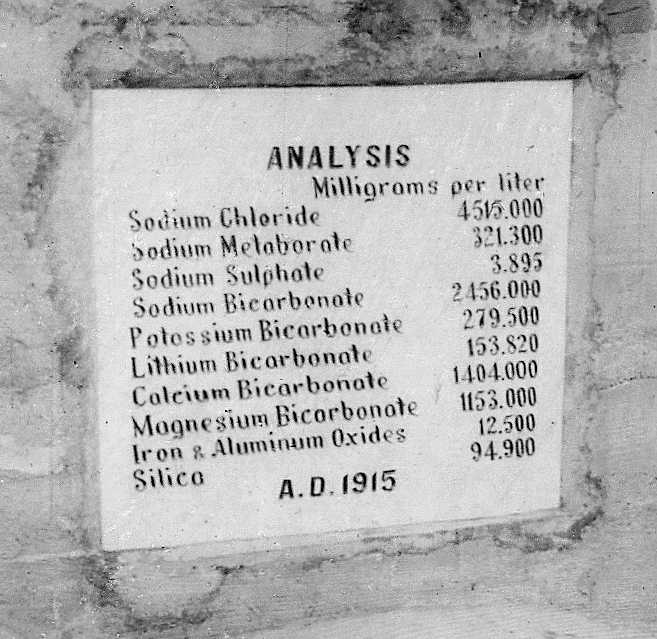 ANALYSIS
Milligrams per liter
Sodium Chloride 4515.000
Sodium Metaborate 321.300
Sodium Sulphate 3.895
Sodium Bicarbonate 2456.000
Potassium Bicarbonate 279.500
Lithium Bicarbonate 153.820
Calcium Bicarbonate 1404.000
Magnesium Bicarbonate 1153.000
Iron & Aluminum Oxides 12.500
Silica 94.900
A.D. 1915